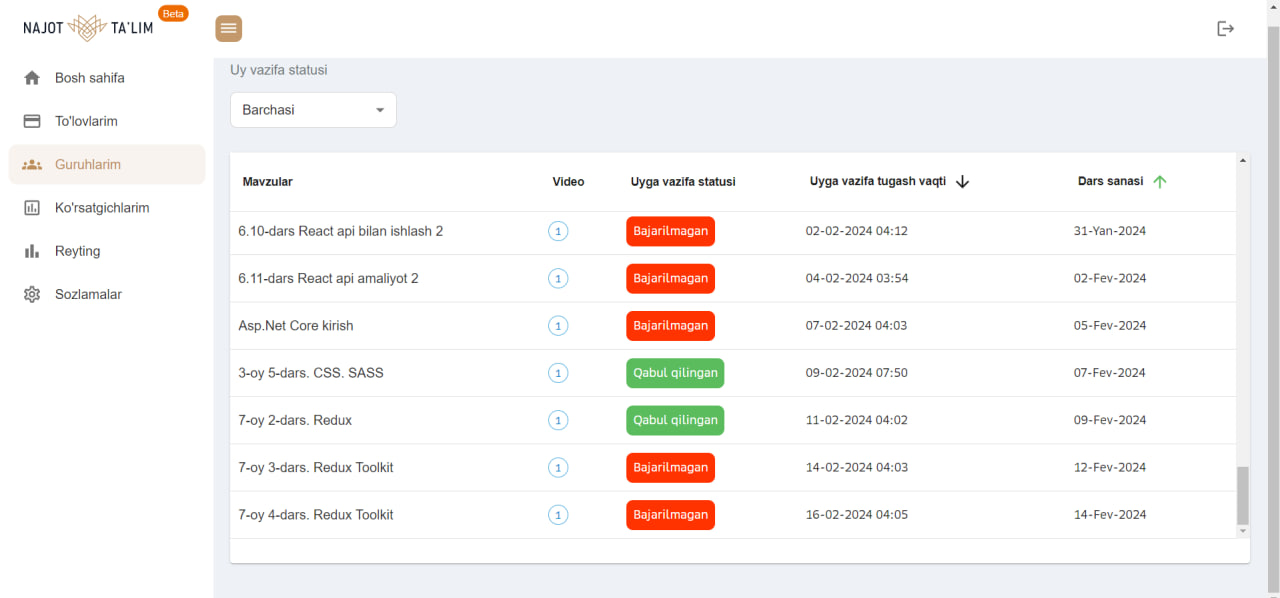 NAJOT TA'LIM Beta
Bosh sahifa
To'lovlarim
Guruhlarim
Ko'rsatgichlarim
Reyting
Sozlamalar
Uy vazifa statusi
Barchasi
Mavzular Video Uyga vazifa statusi Uyga vazifa tugash vaqti Dars sanasi
6.10-dars React api bilan ishlash 2 1 Bajarilmagan 02-02-2024 04:12 31-Yan-2024
6.11-dars React api amaliyot 2 1 Bajarilmagan 04-02-2024 03:54 02-Fev-2024
Asp.Net Core kirish 1 Bajarilmagan 07-02-2024 04:03 05-Fev-2024
3-oy 5-dars. CSS. SASS 1 Qabul qilingan 09-02-2024 07:50 07-Fev-2024
7-oy 2-dars. Redux 1 Qabul qilingan 11-02-2024 04:02 09-Fev-2024
7-oy 3-dars. Redux Toolkit 1 Bajarilmagan 14-02-2024 04:03 12-Fev-2024
7-oy 4-dars. Redux Toolkit 1 Bajarilmagan 16-02-2024 04:05 14-Fev-2024